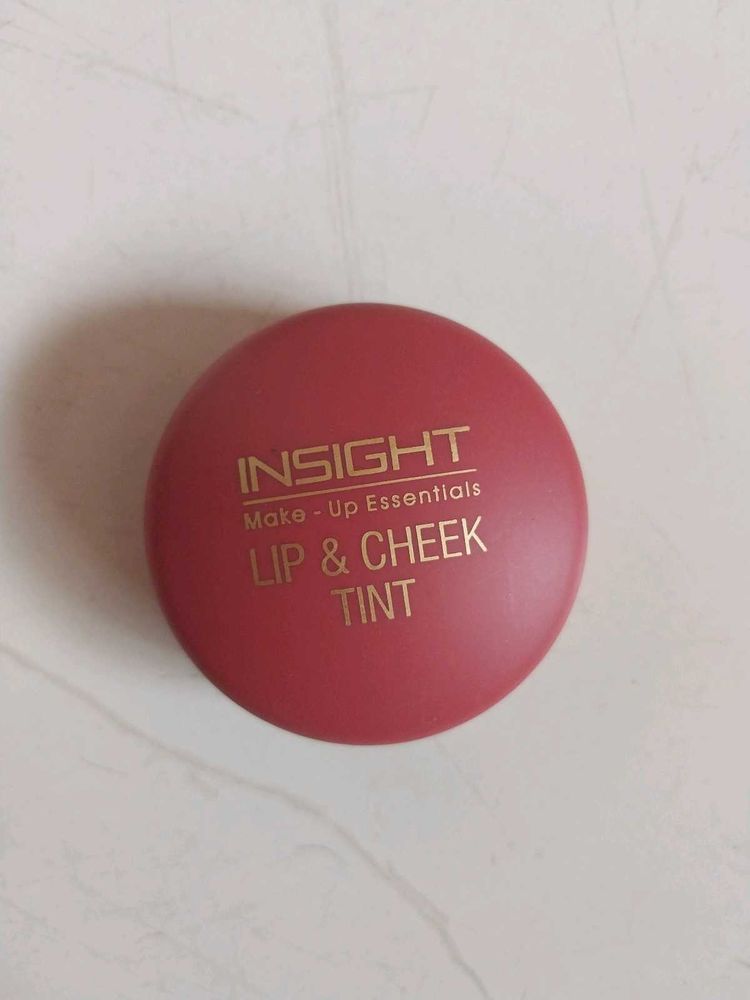 INSIGHT
Make - Up Essentials
LIP & CHEEK
TINT